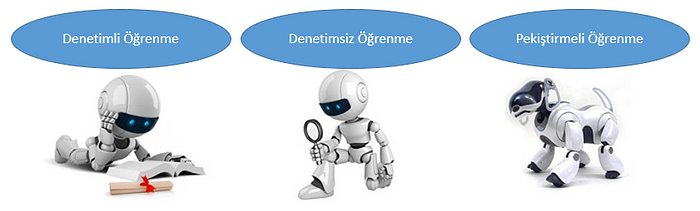 Denetimli Öğrenme
Denetimsiz Öğrenme
Pekiştirmeli Öğrenme